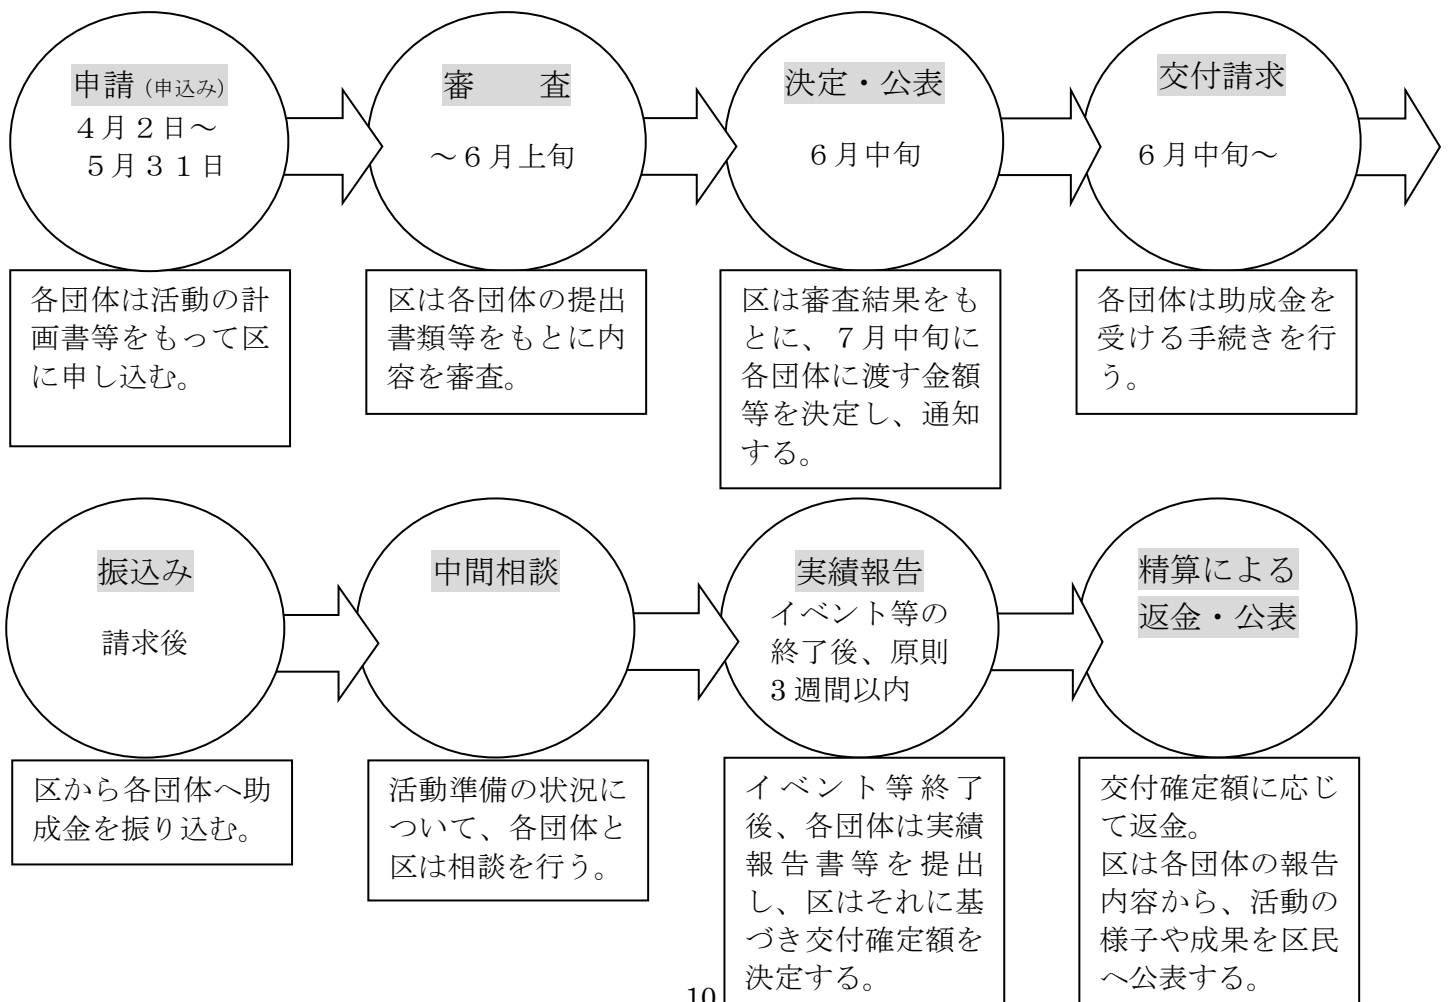 申請（申込み）
４月２日～
５月３１日
審　　査
～６月上旬
決定・公表
６月中旬
交付請求
６月中旬～
各団体は活動の計
画書等をもって区
に申し込む。
区は各団体の提出
書類等をもとに内
容を審査。
区は審査結果をも
とに、７月中旬に
各団体に渡す金額
等を決定し、通知
する。
各団体は助成金を
受ける手続きを行
う。
振込み
請求後
中間相談
実績報告
イベント等の
終了後、原則
３週間以内
精算による
返金・公表
区から各団体へ助
成金を振り込む。
活動準備の状況に
ついて、各団体と
区は相談を行う。
イベント等終了
後、各団体は実績
報告書等を提出
し、区はそれに基
づき交付確定額を
決定する。
交付確定額に応じ
て返金。
区は各団体の報告
内容から、活動の
様子や成果を区民
へ公表する。
10